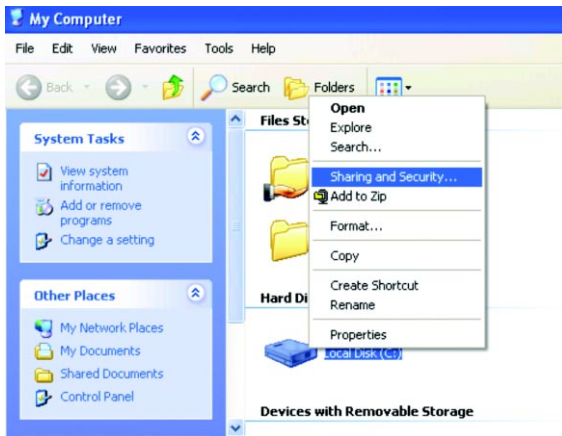 My Computer
File Edit View Favorites Tools Help
Back Search Folders
System Tasks
View system
information
Add or remove
programs
Change a setting
Other Places
My Network Places
My Documents
Shared Documents
Control Panel
Files St
Open
Explore
Search...
Sharing and Security...
Add to Zip
Format...
Copy
Create Shortcut
Rename
Properties
Hard Di
Local Disk (C:)
Devices with Removable Storage